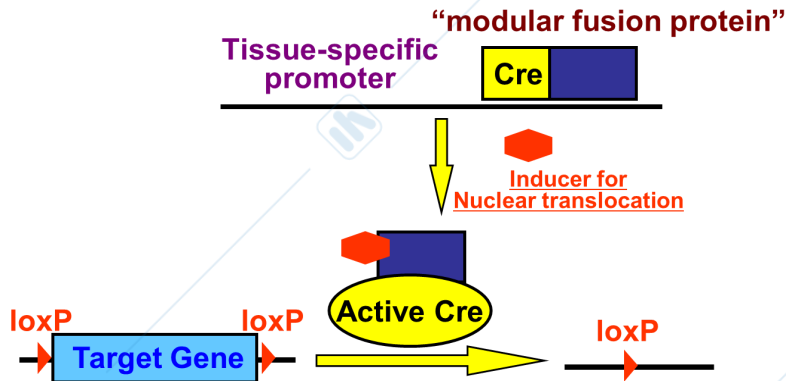 “modular fusion protein”
Tissue-specific
promoter
Cre
Inducer for
Nuclear translocation
Active Cre
loxP
loxP
Target Gene
loxP